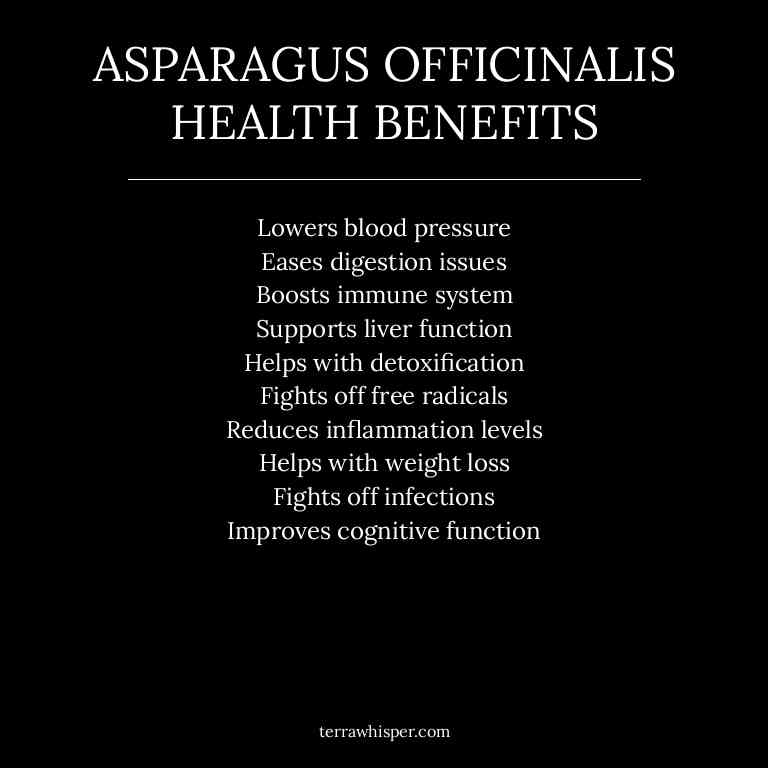 ASPARAGUS OFFICINALIS
HEALTH BENEFITS
Lowers blood pressure
Eases digestion issues
Boosts immune system
Supports liver function
Helps with detoxification
Fights off free radicals
Reduces inflammation levels
Helps with weight loss
Fights off infections
Improves cognitive function
terrawhisper.com